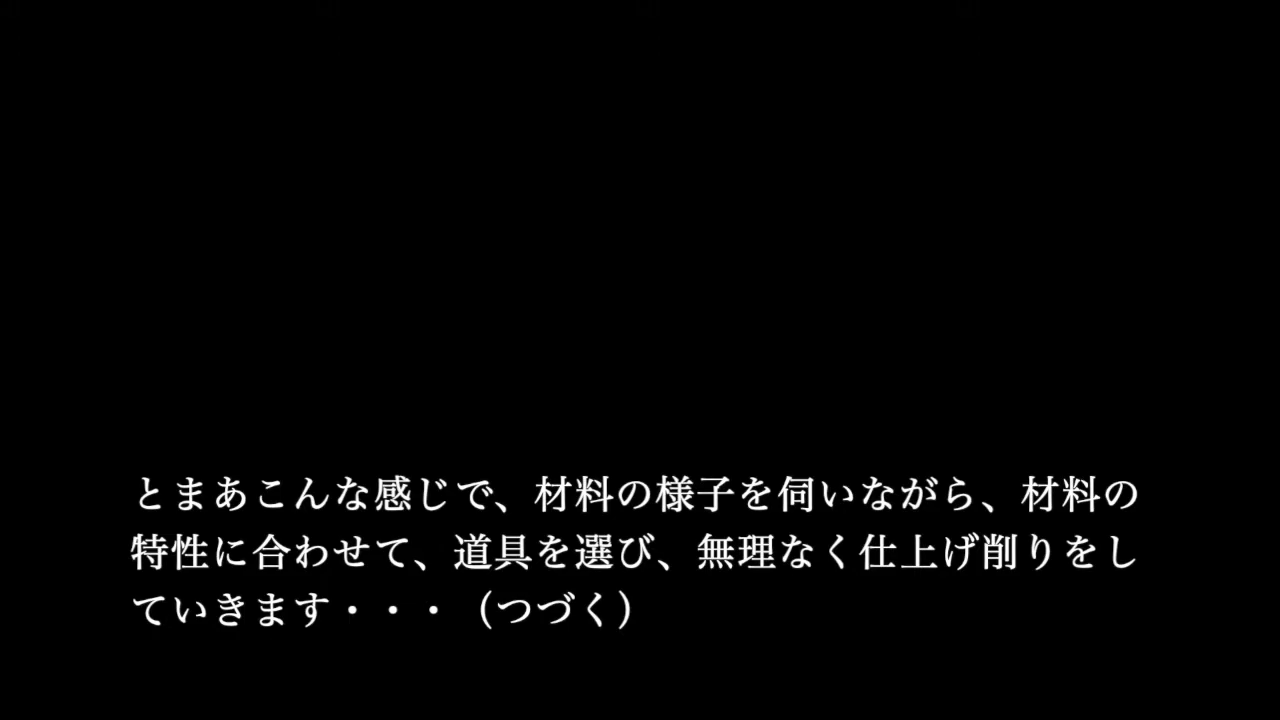 とまあこんな感じで、材料の様子を伺いながら、材料の
特性に合わせて、道具を選び、無理なく仕上げ削りをし
ていきます・・・（つづく）